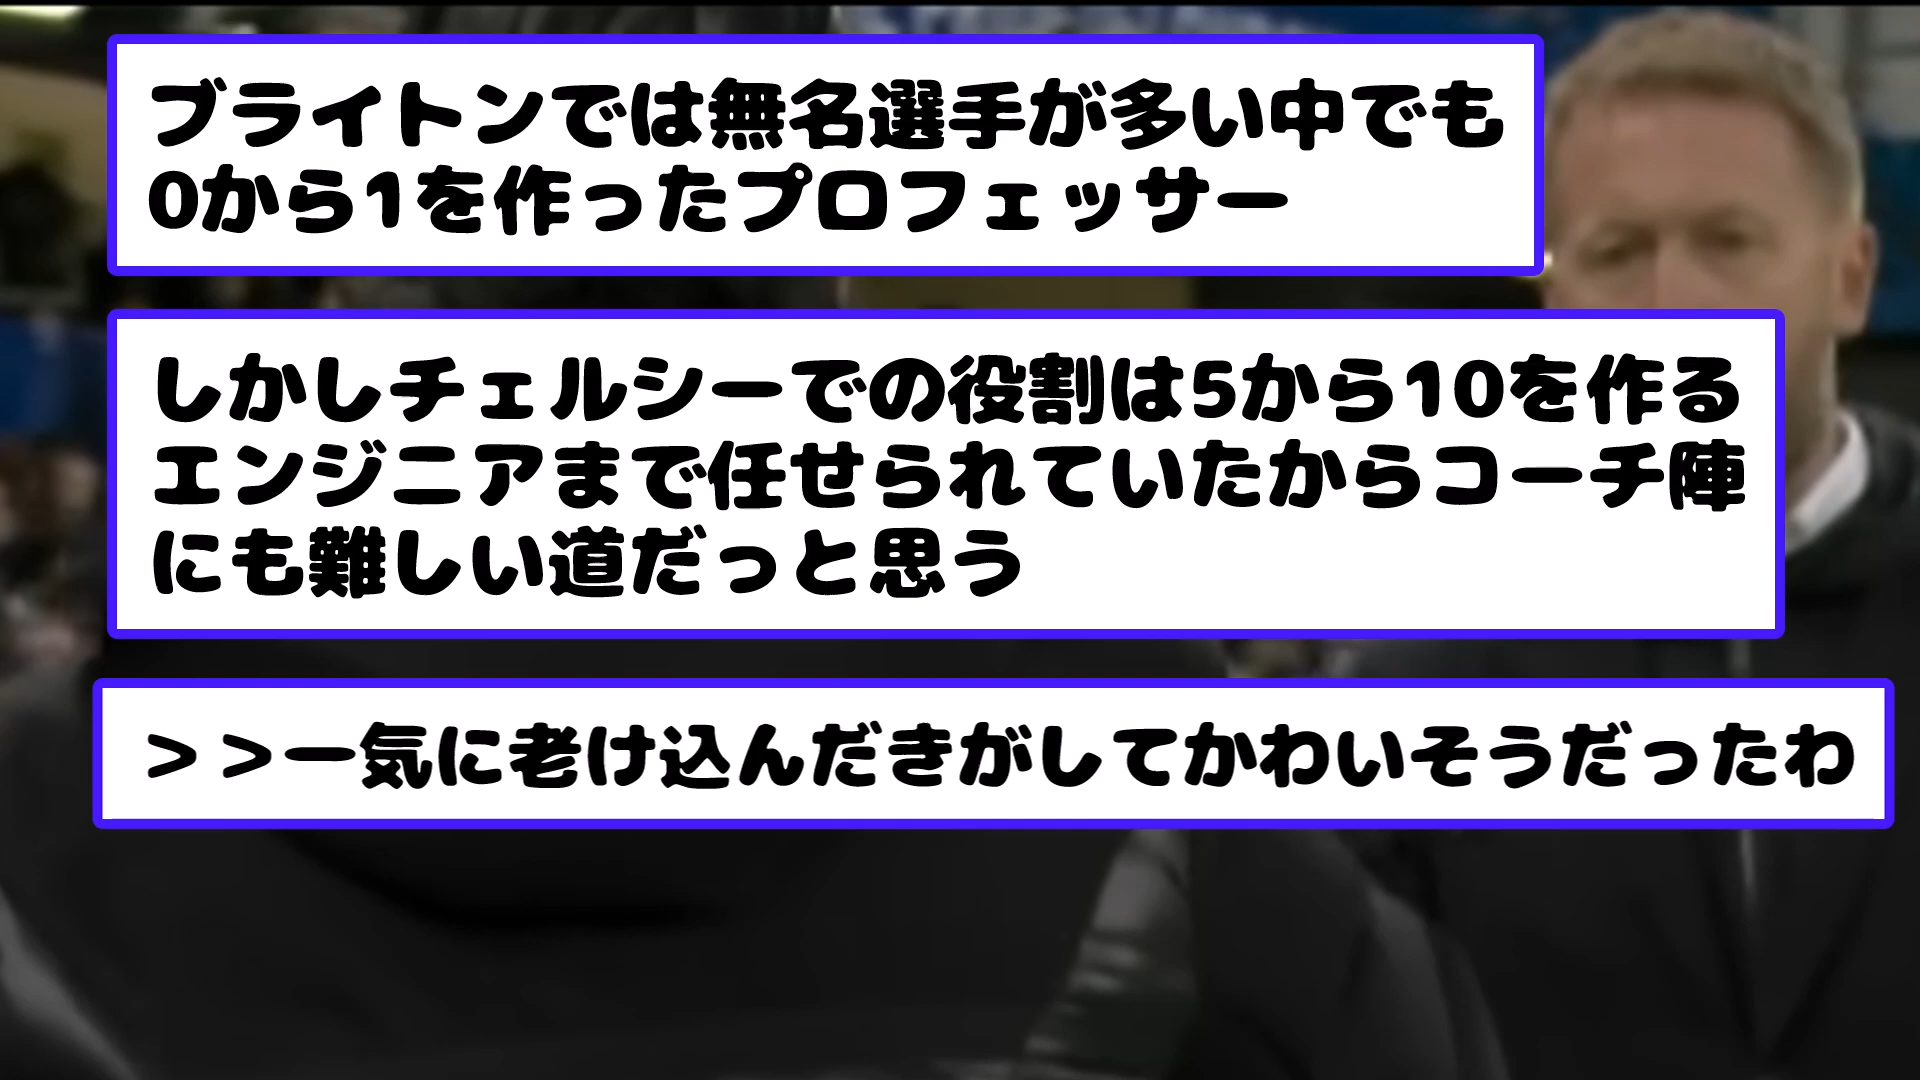 ブライトンでは無名選手が多い中でも
0から1を作ったプロフェッサー
しかしチェルシーでの役割は5から10を作る
エンジニアまで任せられていたからコーチ陣
にも難しい道だっと思う
＞＞一気に老け込んだきがしてかわいそうだったわ